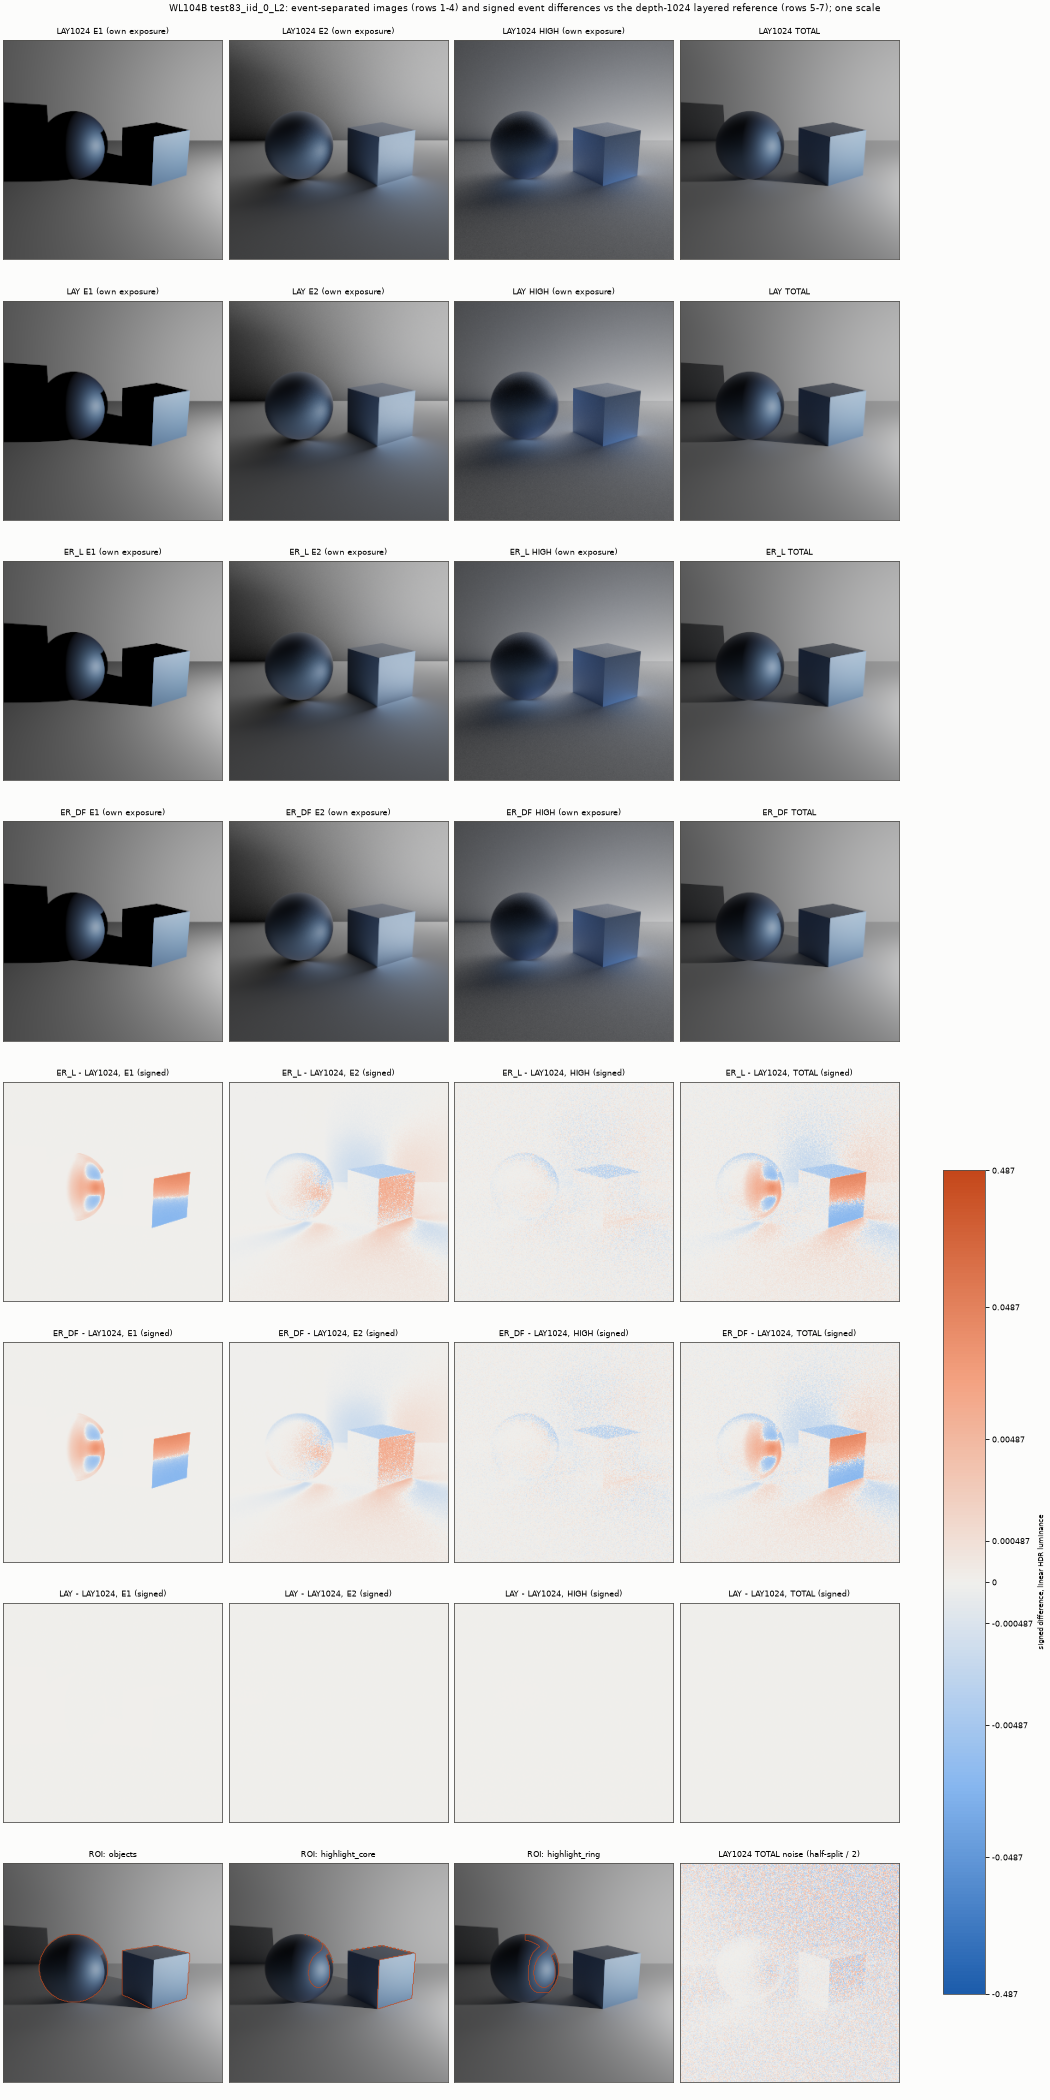 WL104B test83_iid_0_L2: event-separated images (rows 1-4) and signed event differences vs the depth-1024 layered reference (rows 5-7); one scale
LAY1024 E1 (own exposure)
LAY1024 E2 (own exposure)
LAY1024 HIGH (own exposure)
LAY1024 TOTAL
LAY E1 (own exposure)
LAY E2 (own exposure)
LAY HIGH (own exposure)
LAY TOTAL
ER_L E1 (own exposure)
ER_L E2 (own exposure)
ER_L HIGH (own exposure)
ER_L TOTAL
ER_DF E1 (own exposure)
ER_DF E2 (own exposure)
ER_DF HIGH (own exposure)
ER_DF TOTAL
ER_L - LAY1024, E1 (signed)
ER_L - LAY1024, E2 (signed)
ER_L - LAY1024, HIGH (signed)
ER_L - LAY1024, TOTAL (signed)
ER_DF - LAY1024, E1 (signed)
ER_DF - LAY1024, E2 (signed)
ER_DF - LAY1024, HIGH (signed)
ER_DF - LAY1024, TOTAL (signed)
LAY - LAY1024, E1 (signed)
LAY - LAY1024, E2 (signed)
LAY - LAY1024, HIGH (signed)
LAY - LAY1024, TOTAL (signed)
ROI: objects
ROI: highlight_core
ROI: highlight_ring
LAY1024 TOTAL noise (half-split / 2)
0.487
0.0487
0.00487
0.000487
0
-0.000487
-0.00487
-0.0487
-0.487
signed difference, linear HDR luminance